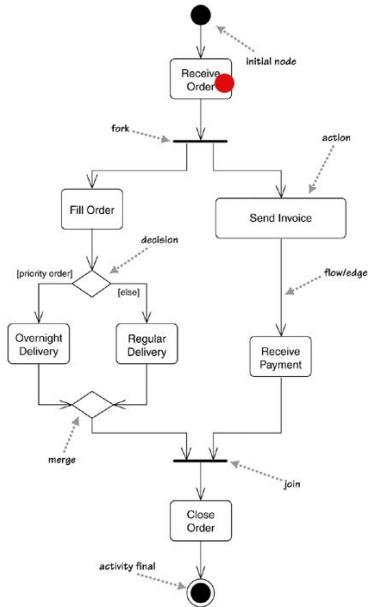 initial node
Receive
Order
fork
action
Fill Order
Send Invoice
decision
[priority order]
[else]
flow/edge
Overnight
Delivery
Regular
Delivery
Receive
Payment
merge
join
Close
Order
activity final